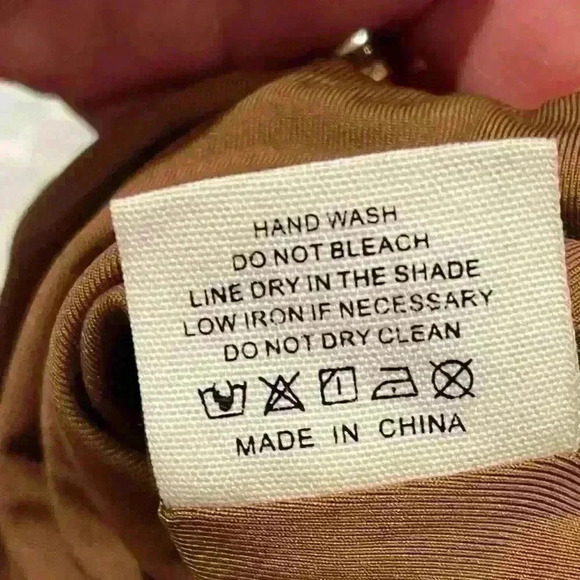 HAND WASH
DO NOT BLEACH
LINE DRY IN THE SHADE
LOW IRON IF NECESSARY
DO NOT DRY CLEAN
MADE IN CHINA